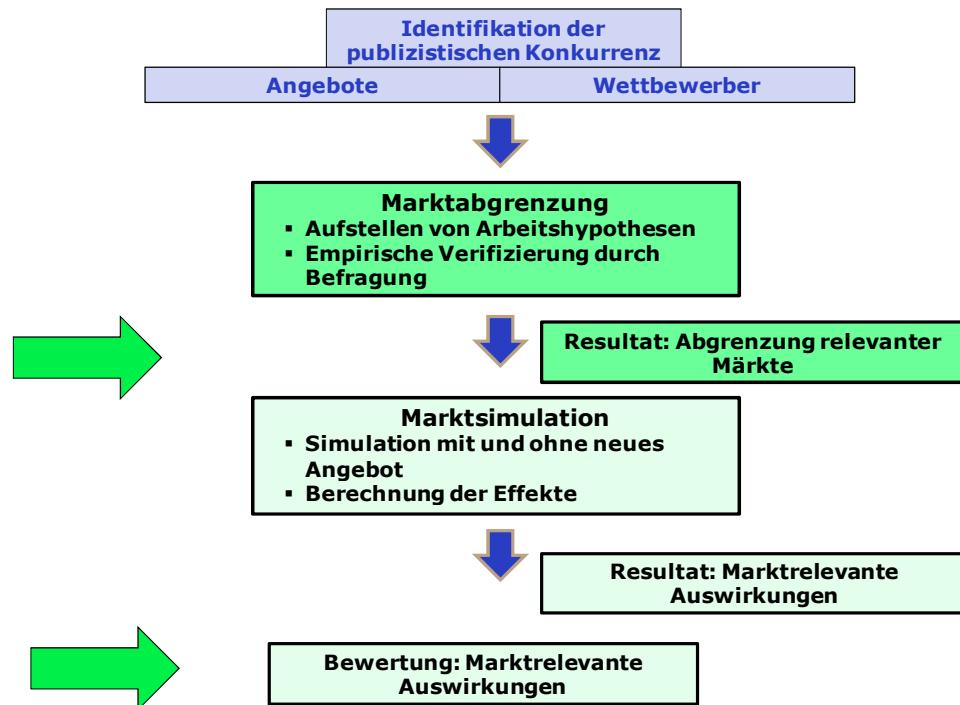 Identifikation der
publizistischen Konkurrenz
Angebote
Wettbewerber
Marktabgrenzung
▪ Aufstellen von Arbeitshypothesen
▪ Empirische Verifizierung durch
Befragung
Resultat: Abgrenzung relevanter
Märkte
Marktsimulation
▪ Simulation mit und ohne neues
Angebot
▪ Berechnung der Effekte
Resultat: Marktrelevante
Auswirkungen
Bewertung: Marktrelevante
Auswirkungen